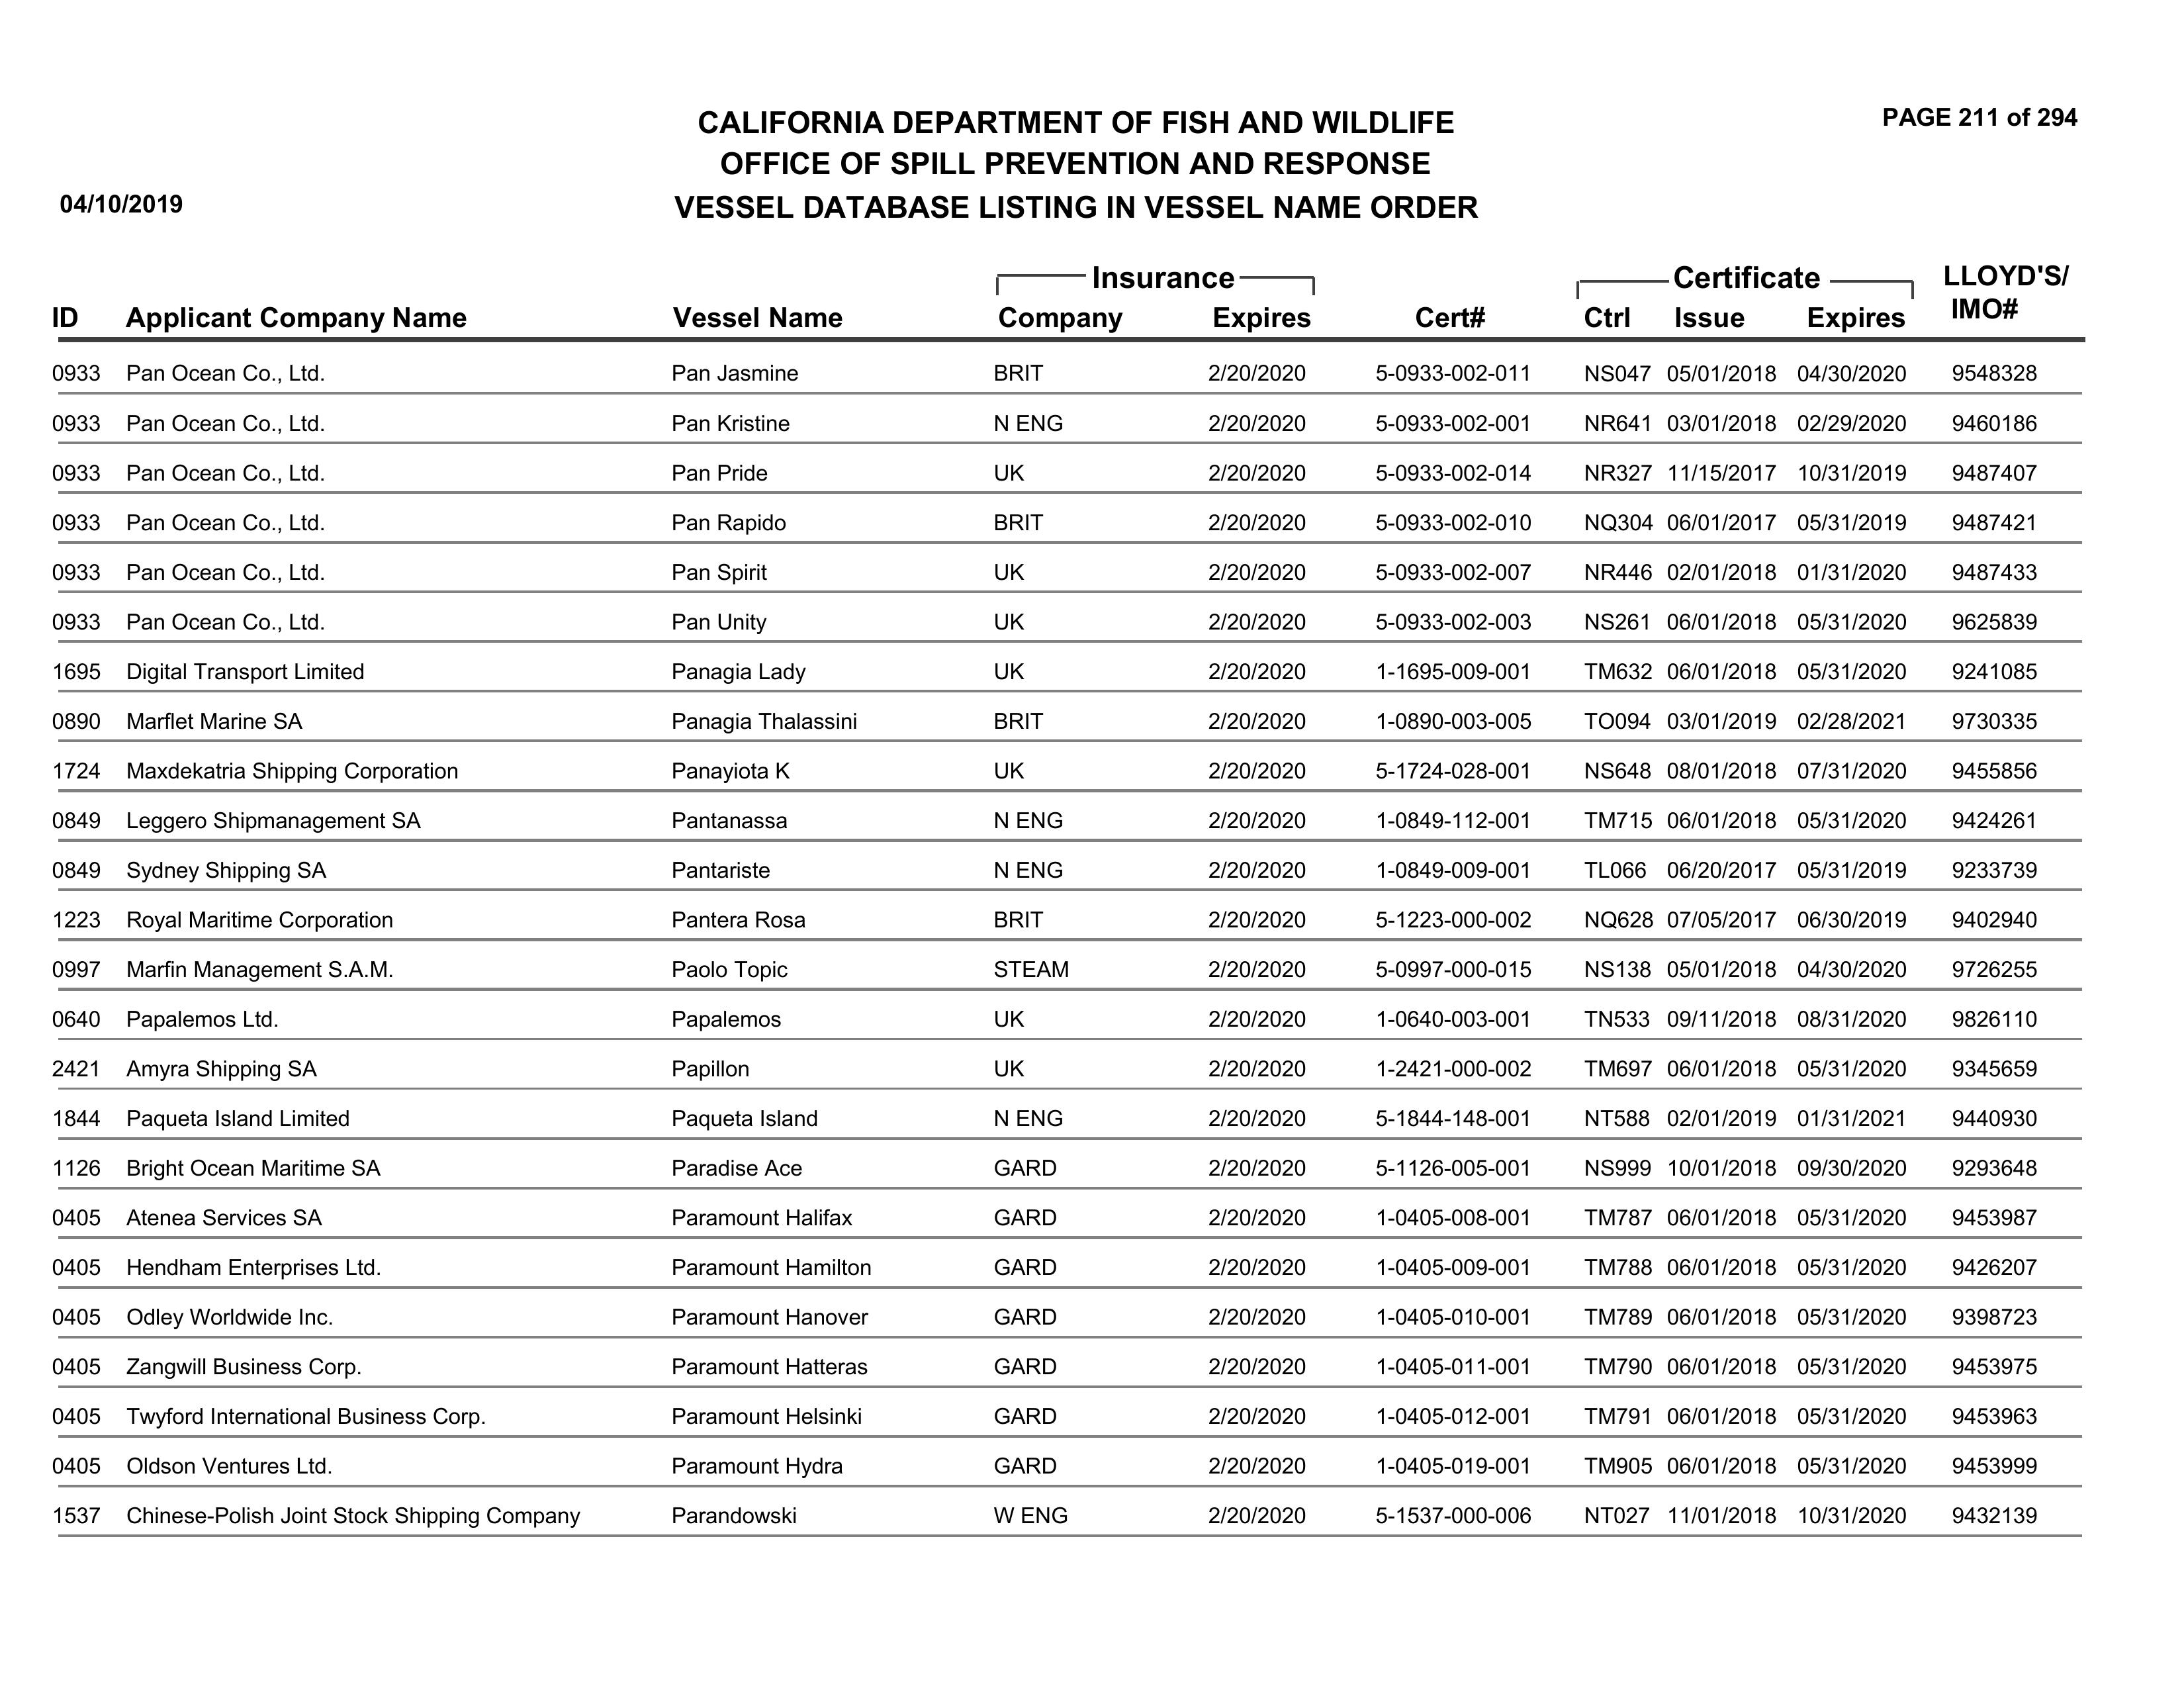 PAGE 211 of 294
CALIFORNIA DEPARTMENT OF FISH AND WILDLIFE
OFFICE OF SPILL PREVENTION AND RESPONSE
04/10/2019
VESSEL DATABASE LISTING IN VESSEL NAME ORDER
Insurance Certificate LLOYD'S/
ID Applicant Company Name Vessel Name Company Expires Cert# Ctrl Issue Expires IMO#
0933 Pan Ocean Co., Ltd. Pan Jasmine BRIT 2/20/2020 5-0933-002-011 NS047 05/01/2018 04/30/2020 9548328
0933 Pan Ocean Co., Ltd. Pan Kristine N ENG 2/20/2020 5-0933-002-001 NR641 03/01/2018 02/29/2020 9460186
0933 Pan Ocean Co., Ltd. Pan Pride UK 2/20/2020 5-0933-002-014 NR327 11/15/2017 10/31/2019 9487407
0933 Pan Ocean Co., Ltd. Pan Rapido BRIT 2/20/2020 5-0933-002-010 NQ304 06/01/2017 05/31/2019 9487421
0933 Pan Ocean Co., Ltd. Pan Spirit UK 2/20/2020 5-0933-002-007 NR446 02/01/2018 01/31/2020 9487433
0933 Pan Ocean Co., Ltd. Pan Unity UK 2/20/2020 5-0933-002-003 NS261 06/01/2018 05/31/2020 9625839
1695 Digital Transport Limited Panagia Lady UK 2/20/2020 1-1695-009-001 TM632 06/01/2018 05/31/2020 9241085
0890 Marflet Marine SA Panagia Thalassini BRIT 2/20/2020 1-0890-003-005 TO094 03/01/2019 02/28/2021 9730335
1724 Maxdekatria Shipping Corporation Panayiota K UK 2/20/2020 5-1724-028-001 NS648 08/01/2018 07/31/2020 9455856
0849 Leggero Shipmanagement SA Pantanassa N ENG 2/20/2020 1-0849-112-001 TM715 06/01/2018 05/31/2020 9424261
0849 Sydney Shipping SA Pantariste N ENG 2/20/2020 1-0849-009-001 TL066 06/20/2017 05/31/2019 9233739
1223 Royal Maritime Corporation Pantera Rosa BRIT 2/20/2020 5-1223-000-002 NQ628 07/05/2017 06/30/2019 9402940
0997 Marfin Management S.A.M. Paolo Topic STEAM 2/20/2020 5-0997-000-015 NS138 05/01/2018 04/30/2020 9726255
0640 Papalemos Ltd. Papalemos UK 2/20/2020 1-0640-003-001 TN533 09/11/2018 08/31/2020 9826110
2421 Amyra Shipping SA Papillon UK 2/20/2020 1-2421-000-002 TM697 06/01/2018 05/31/2020 9345659
1844 Paqueta Island Limited Paqueta Island N ENG 2/20/2020 5-1844-148-001 NT588 02/01/2019 01/31/2021 9440930
1126 Bright Ocean Maritime SA Paradise Ace GARD 2/20/2020 5-1126-005-001 NS999 10/01/2018 09/30/2020 9293648
0405 Atenea Services SA Paramount Halifax GARD 2/20/2020 1-0405-008-001 TM787 06/01/2018 05/31/2020 9453987
0405 Hendham Enterprises Ltd. Paramount Hamilton GARD 2/20/2020 1-0405-009-001 TM788 06/01/2018 05/31/2020 9426207
0405 Odley Worldwide Inc. Paramount Hanover GARD 2/20/2020 1-0405-010-001 TM789 06/01/2018 05/31/2020 9398723
0405 Zangwill Business Corp. Paramount Hatteras GARD 2/20/2020 1-0405-011-001 TM790 06/01/2018 05/31/2020 9453975
0405 Twyford International Business Corp. Paramount Helsinki GARD 2/20/2020 1-0405-012-001 TM791 06/01/2018 05/31/2020 9453963
0405 Oldson Ventures Ltd. Paramount Hydra GARD 2/20/2020 1-0405-019-001 TM905 06/01/2018 05/31/2020 9453999
1537 Chinese-Polish Joint Stock Shipping Company Parandowski W ENG 2/20/2020 5-1537-000-006 NT027 11/01/2018 10/31/2020 9432139